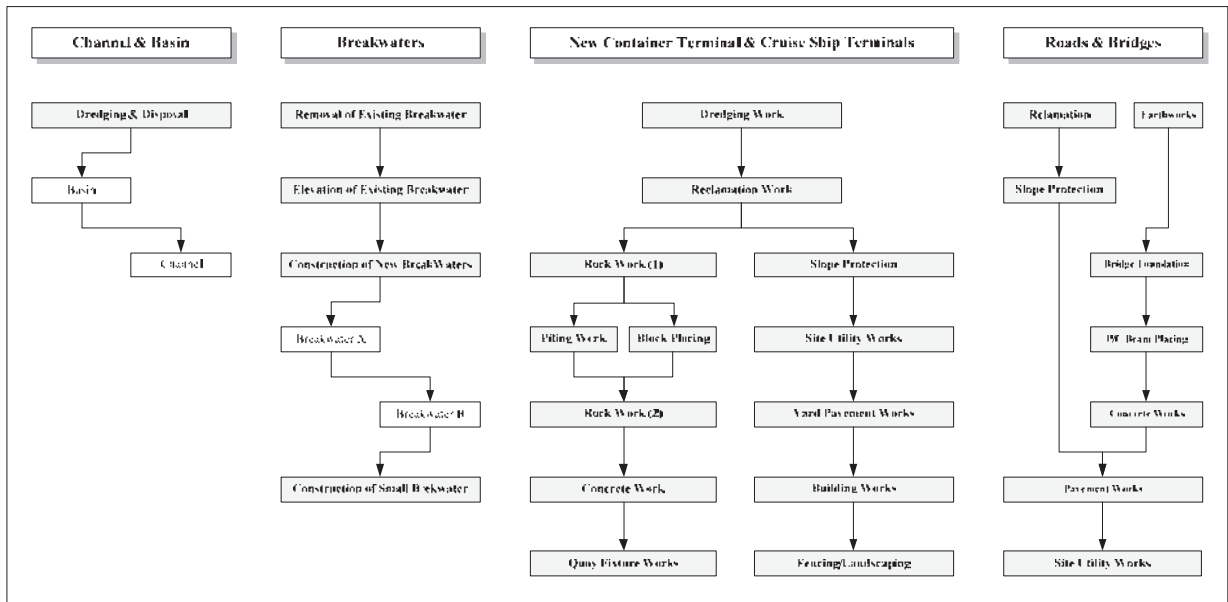 Channel & Basin
Dredging & Disposal
Basin
Channel
Breakwaters
Removal of Existing Breakwater
Elevation of Existing Breakwater
Construction of New BreakWaters
Breakwater A
Breakwater B
Construction of Small Brekwater
New Container Terminal & Cruise Ship Terminals
Dredging Work
Reclamation Work
Rock Work (1)
Piling Work
Block Placing
Rock Work (2)
Concrete Work
Quay Fixture Works
Slope Protection
Site Utility Works
Yard Pavement Works
Building Works
Fencing/Landscaping
Roads & Bridges
Relamation
Earthworks
Slope Protection
Bridge Foundation
PC Beam Placing
Concrete Works
Pavement Works
Site Utility Works